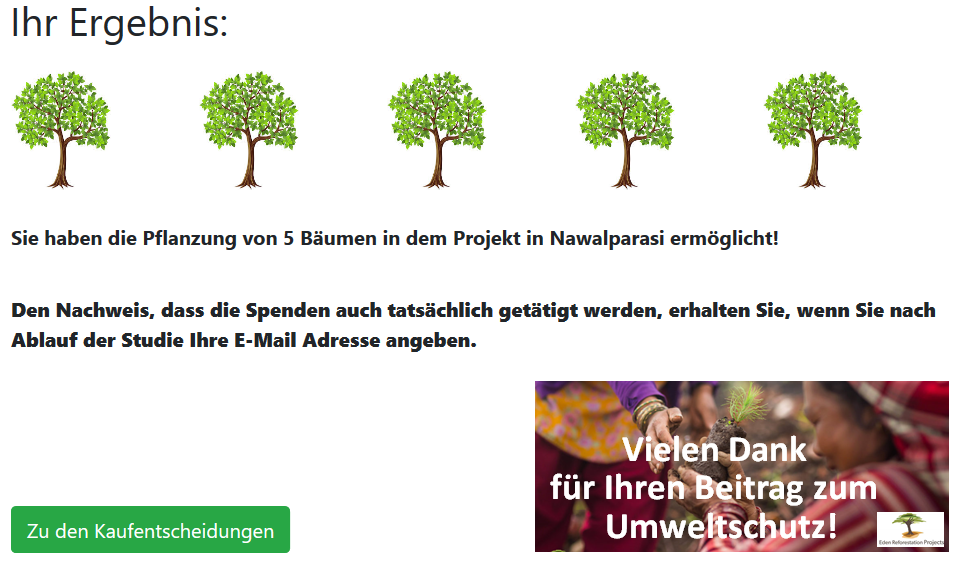 Ihr Ergebnis:
Sie haben die Pflanzung von 5 Bäumen in dem Projekt in Nawalparasi ermöglicht!
Den Nachweis, dass die Spenden auch tatsächlich getätigt werden, erhalten Sie, wenn Sie nach
Ablauf der Studie Ihre E-Mail Adresse angeben.
Vielen Dank
für Ihren Beitrag zum
Umweltschutz!
Eden Reforestation Projects
Zu den Kaufentscheidungen